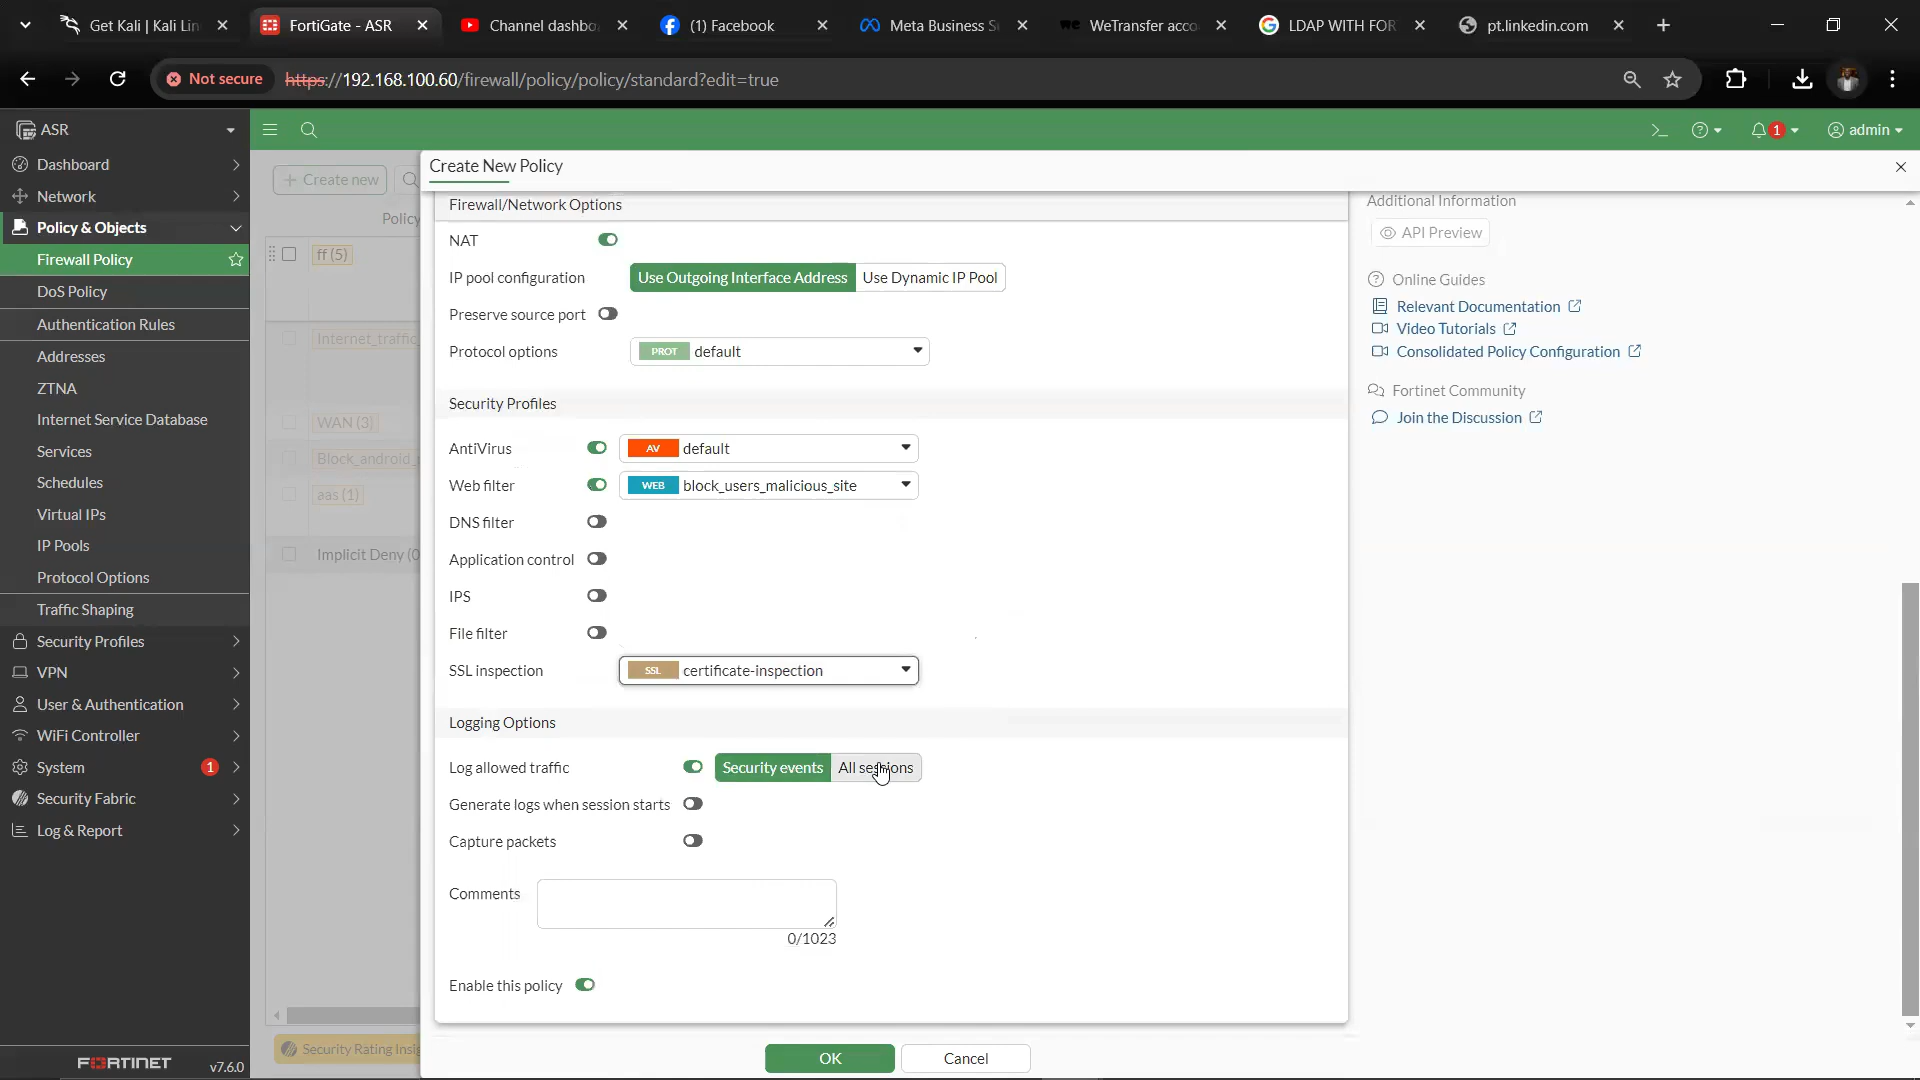 Get Kali | Kali Lin
FortiGate - ASR
Channel dashbo
(1) Facebook
Meta Business S
WeTransfer acco
LDAP WITH FOR
pt.linkedin.com
Not secure https://192.168.100.60/firewall/policy/policy/standard?edit=true
ASR
Dashboard
Network
Policy & Objects
Firewall Policy
DoS Policy
Authentication Rules
Addresses
ZTNA
Internet Service Database
Services
Schedules
Virtual IPs
IP Pools
Protocol Options
Traffic Shaping
Security Profiles
VPN
User & Authentication
WiFi Controller
System 1
Security Fabric
Log & Report
FORTINET v7.6.0
1 admin
Create new
Policy
ff (5)
Internet_traffic_
WAN (3)
Block_android_
aas (1)
Implicit Deny (0
Security Rating Insig
Create New Policy
Firewall/Network Options
NAT
IP pool configuration Use Outgoing Interface Address Use Dynamic IP Pool
Preserve source port
Protocol options PROT default
Security Profiles
AntiVirus AV default
Web filter WEB block_users_malicious_site
DNS filter
Application control
IPS
File filter
SSL inspection SSL certificate-inspection
Logging Options
Log allowed traffic Security events All sessions
Generate logs when session starts
Capture packets
Comments
0/1023
Enable this policy
OK Cancel
Additional Information
API Preview
Online Guides
Relevant Documentation
Video Tutorials
Consolidated Policy Configuration
Fortinet Community
Join the Discussion